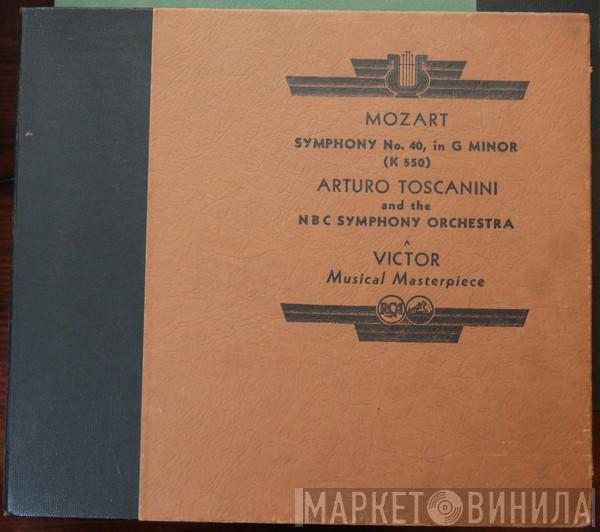 MOZART
SYMPHONY No. 40, in G MINOR
(K 550)
ARTURO TOSCANINI
and the
NBC SYMPHONY ORCHESTRA
A
VICTOR
Musical Masterpiece
RCA
МАРКЕТ ВИНИЛА